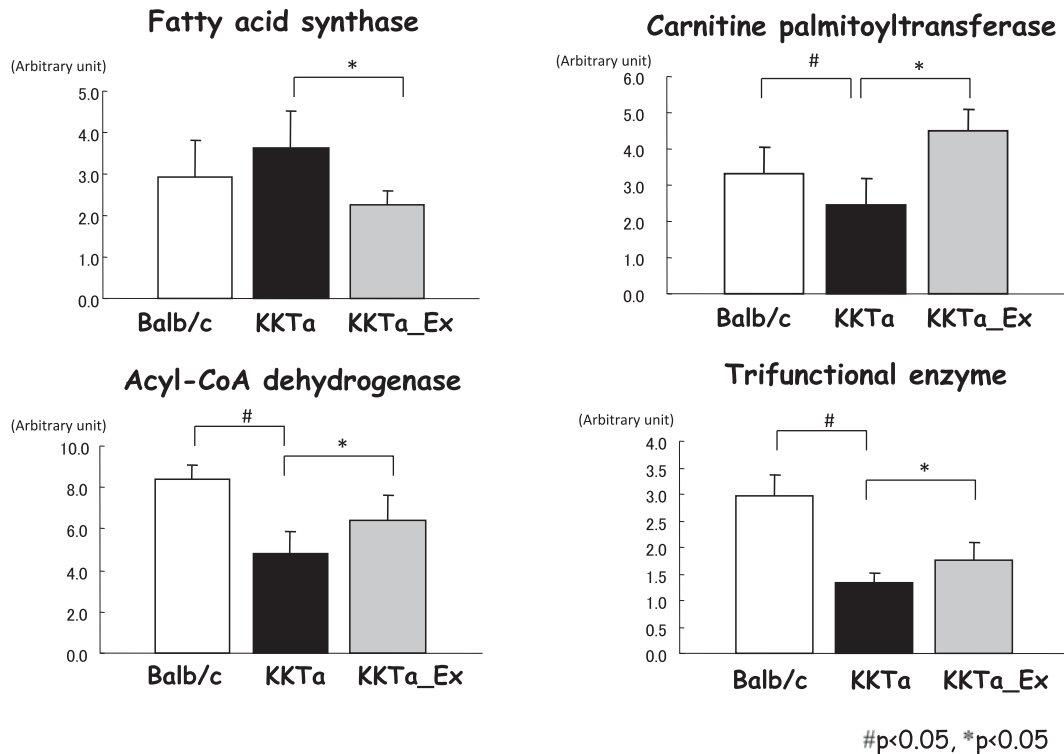 Fatty acid synthase
(Arbitrary unit)
*
5.0
4.0
3.0
2.0
1.0
0.0
Balb/c KKTa KKTa_Ex
Carnitine palmitoyltransferase
(Arbitrary unit)
# *
6.0
5.0
4.0
3.0
2.0
1.0
0.0
Balb/c KKTa KKTa_Ex
Acyl-CoA dehydrogenase
(Arbitrary unit)
#
*
10.0
8.0
6.0
4.0
2.0
0.0
Balb/c KKTa KKTa_Ex
Trifunctional enzyme
(Arbitrary unit)
#
*
4.0
3.5
3.0
2.5
2.0
1.5
1.0
0.5
0.0
Balb/c KKTa KKTa_Ex
#p<0.05, *p<0.05